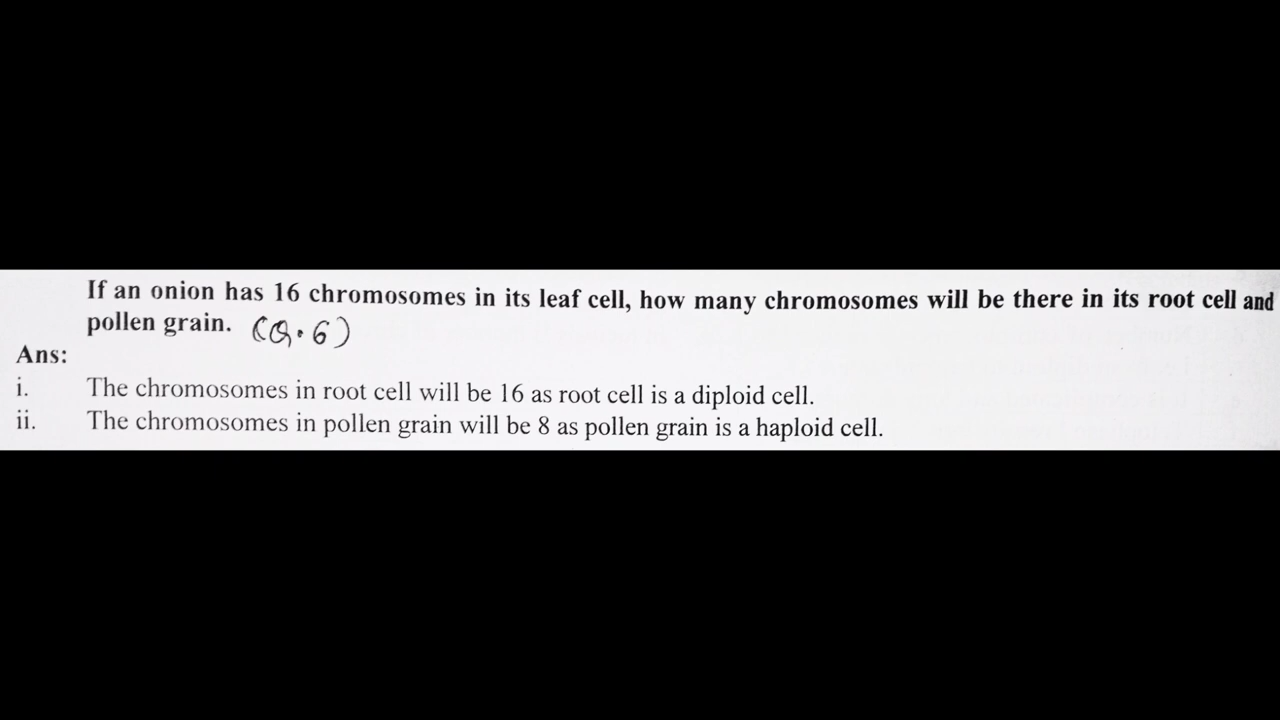 If an onion has 16 chromosomes in its leaf cell, how many chromosomes will be there in its root cell and
pollen grain. (Q.6)
Ans:
i. The chromosomes in root cell will be 16 as root cell is a diploid cell.
ii. The chromosomes in pollen grain will be 8 as pollen grain is a haploid cell.